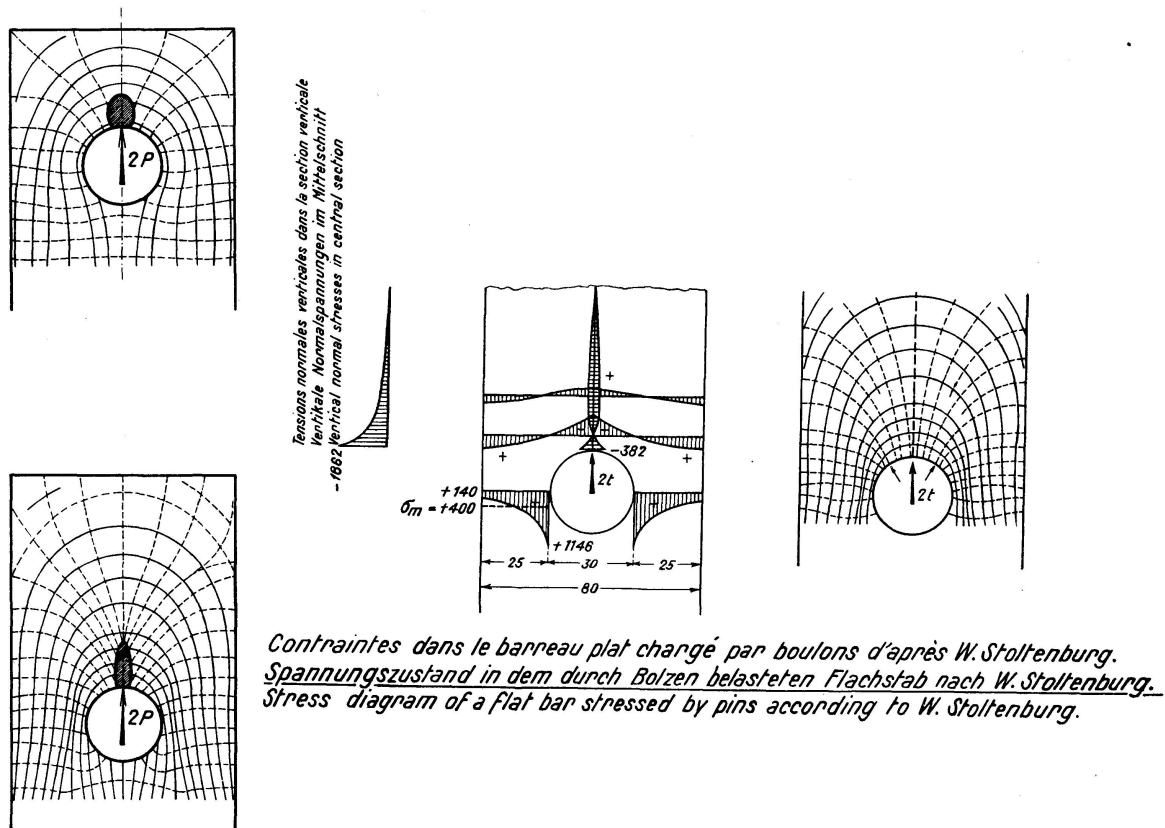 2P
Tensions normales verticales dans la section verticale
Vertikale Normalspannungen im Mittelschnitt
Vertical normal stresses in central section
-1862
+
+
+
-382
2t
+140
σm = +400
+1146
25
30
25
80
2t
2P
Contraintes dans le barreau plat chargé par boulons d'après W. Stoltenburg.
Spannungszustand in dem durch Bolzen belasteten Flachstab nach W. Stoltenburg.
Stress diagram of a flat bar stressed by pins according to W. Stoltenburg.